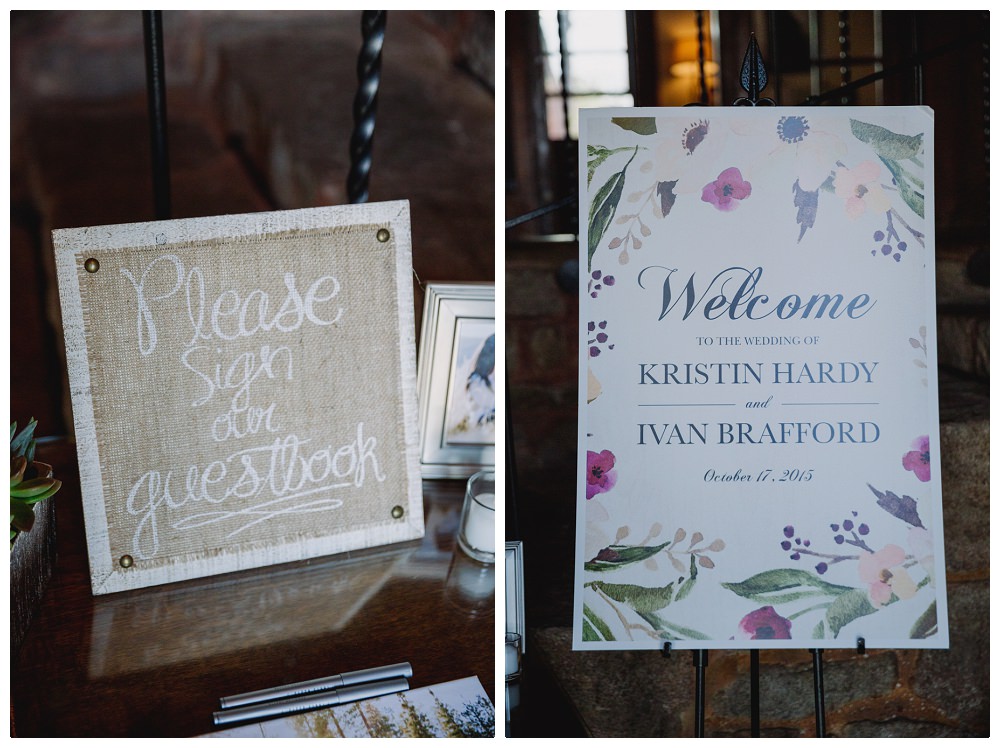 Please
sign
our
guestbook
Welcome
TO THE WEDDING OF
KRISTIN HARDY
and
IVAN BRAFFORD
October 17, 2015